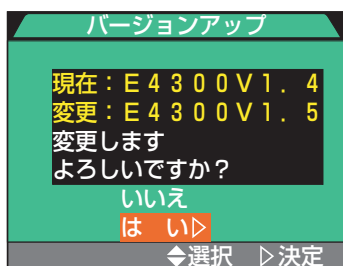 バージョンアップ
現在：E4300V1．4
変更：E4300V1．5
変更します
よろしいですか？
いいえ
は　い▷
◆選択　▷決定